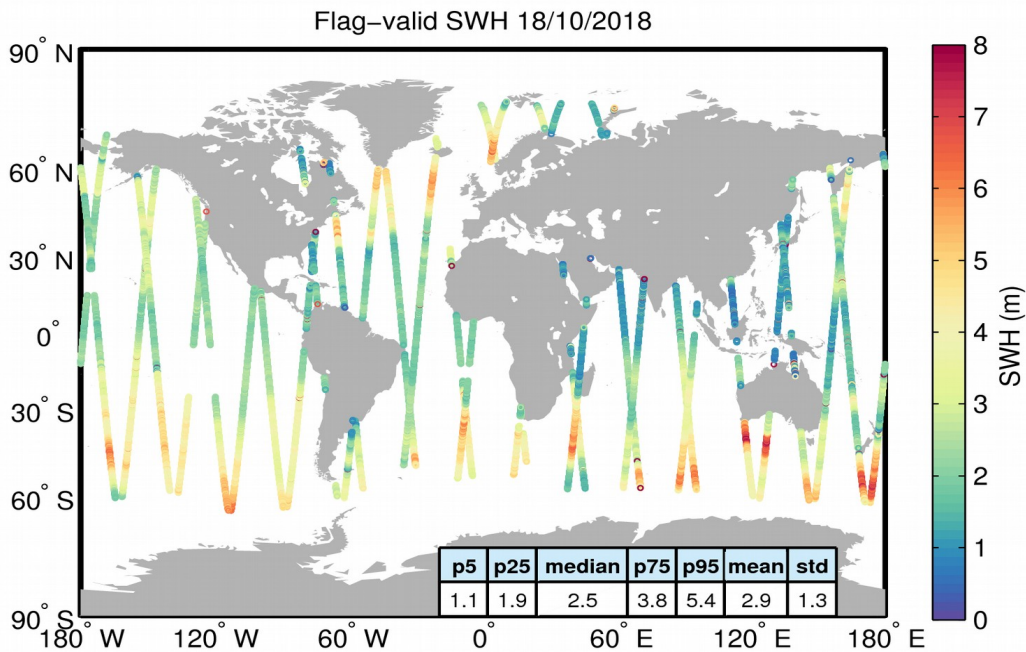 Flag−valid SWH 18/10/2018
90° N
60° N
30° N
0°
30° S
60° S
90° S
180° W
120° W
60° W
0°
60° E
120° E
180° E
p5 p25 median p75 p95 mean std
1.1 1.9 2.5 3.8 5.4 2.9 1.3
8
7
6
5
4
3
2
1
0
SWH (m)